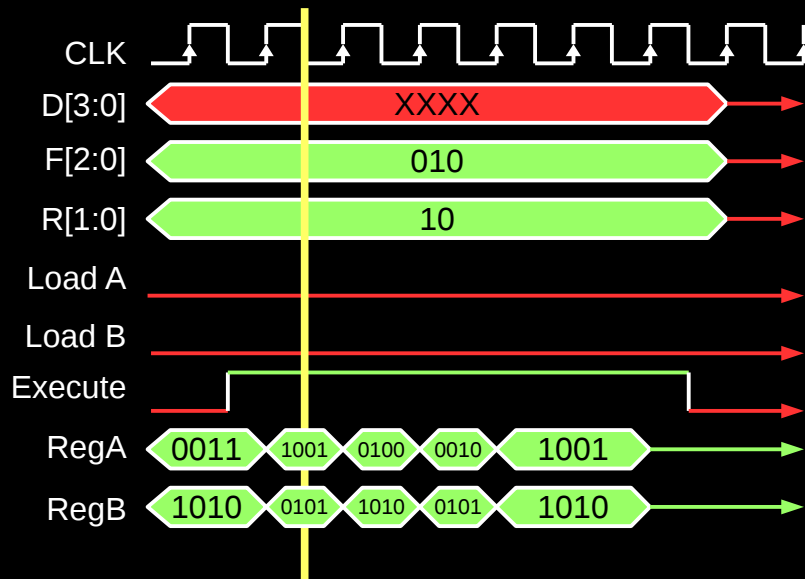 CLK
D[3:0] XXXX
F[2:0] 010
R[1:0] 10
Load A
Load B
Execute
RegA 0011 1001 0100 0010 1001
RegB 1010 0101 1010 0101 1010